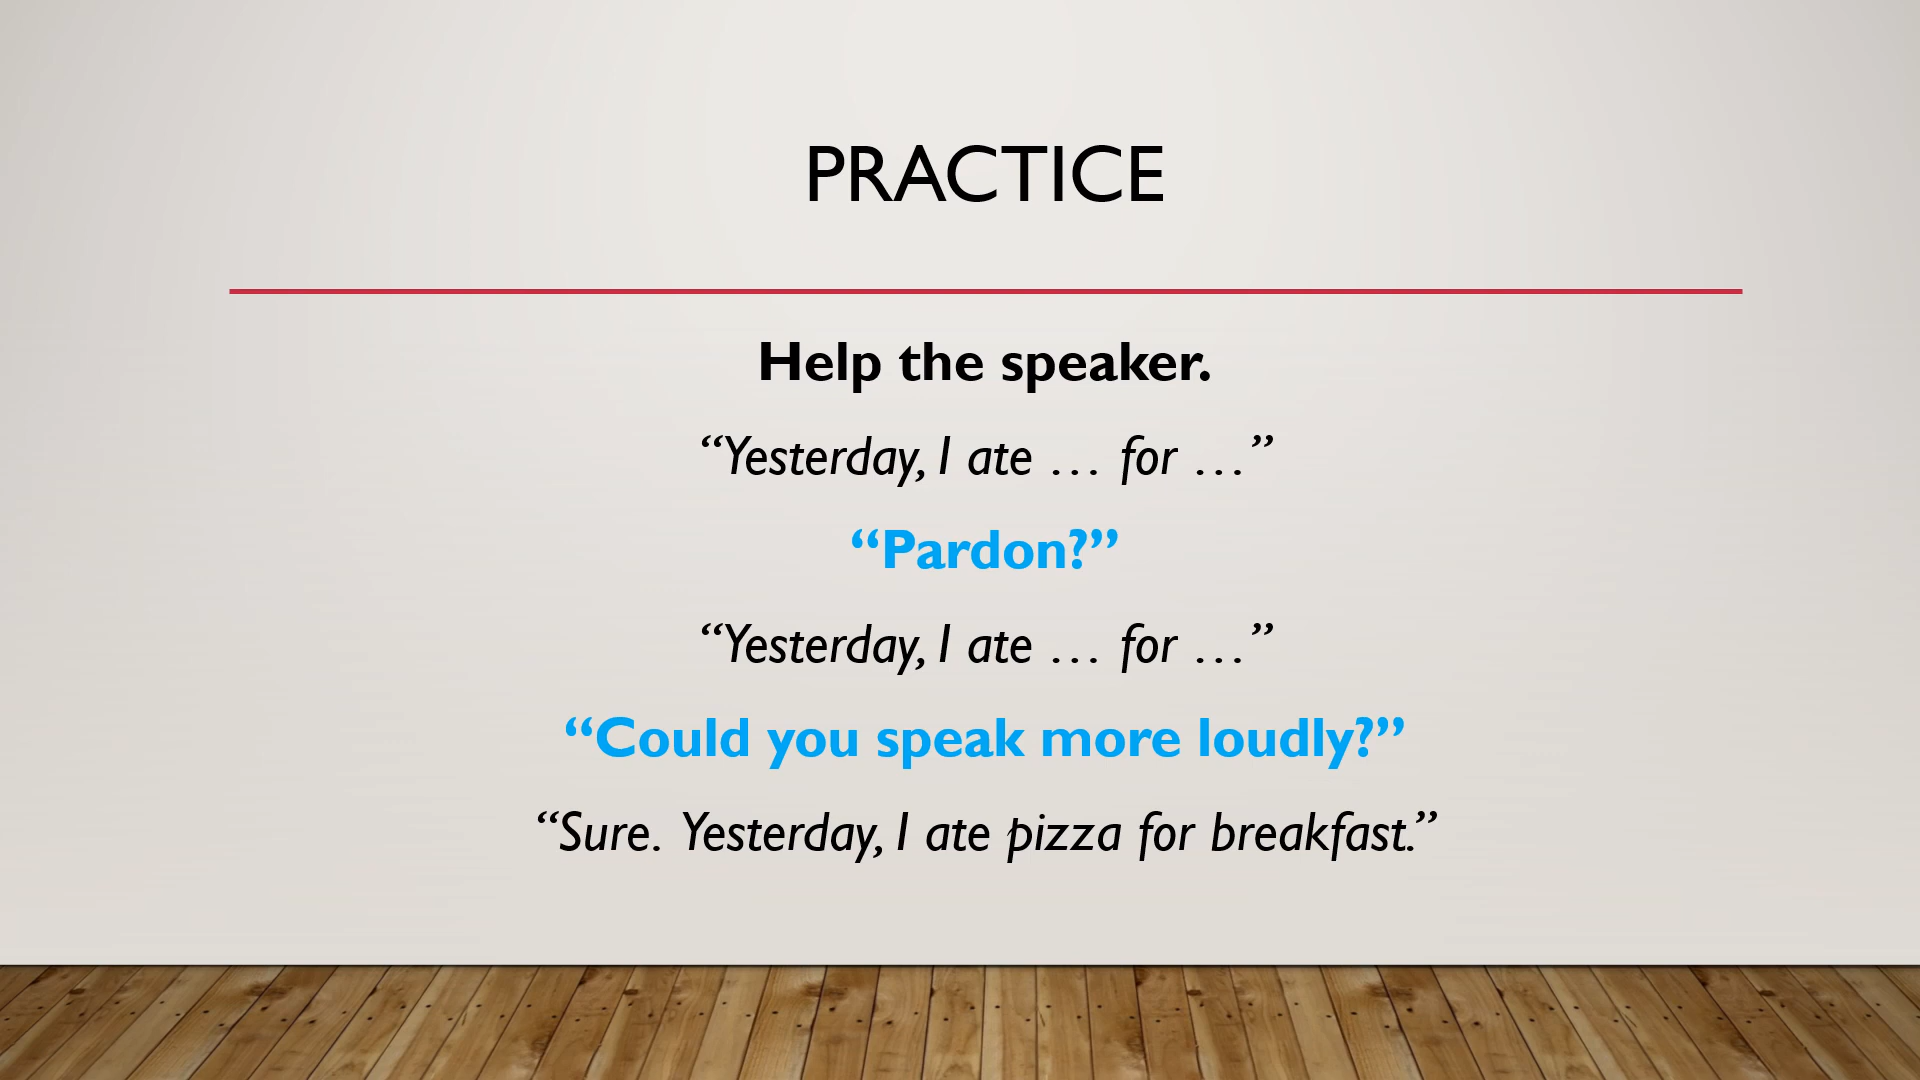 PRACTICE
Help the speaker.
“Yesterday, I ate … for …”
“Pardon?”
“Yesterday, I ate … for …”
“Could you speak more loudly?”
“Sure.  Yesterday, I ate pizza for breakfast.”